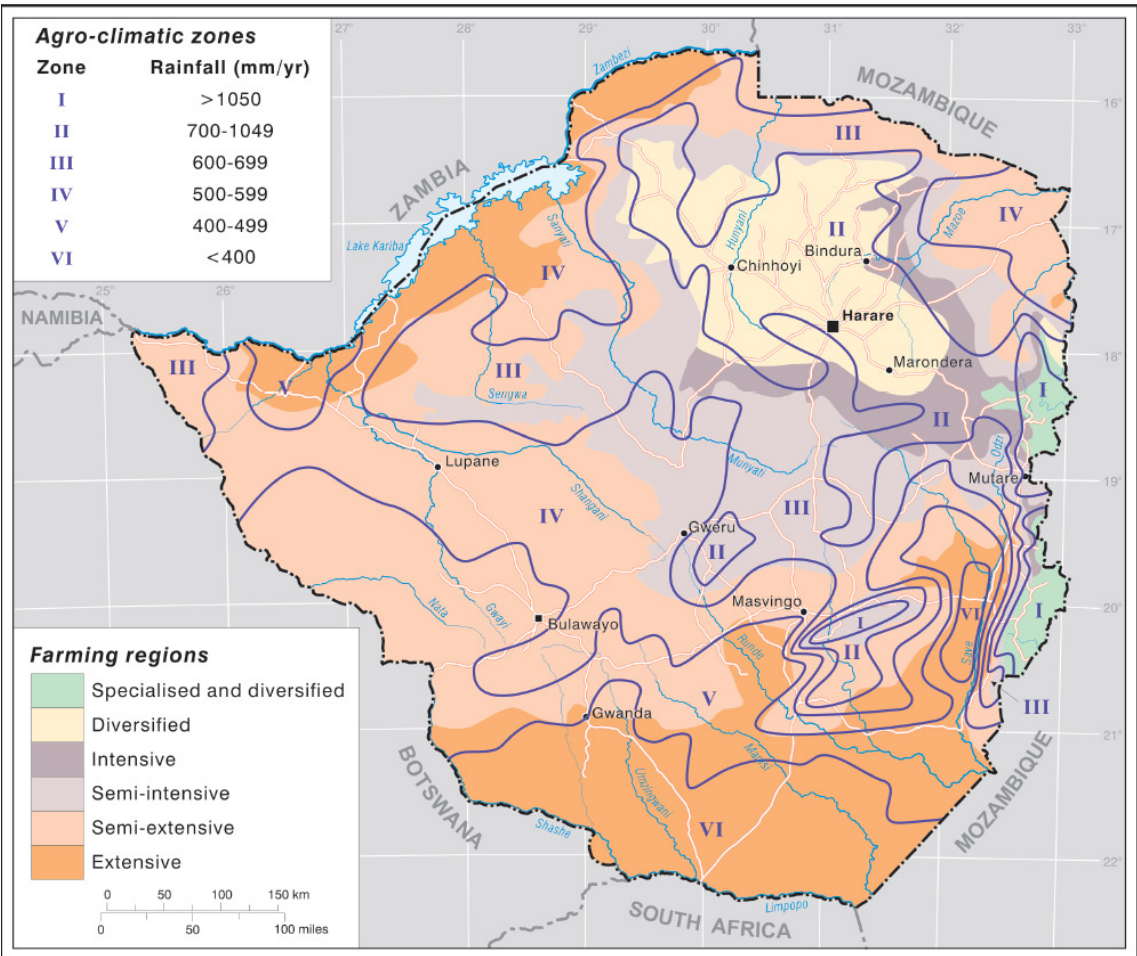 Agro-climatic zones
Zone Rainfall (mm/yr)
I >1050
II 700-1049
III 600-699
IV 500-599
V 400-499
VI <400
27° 28° 29° 30° 31° 32° 33°
Zambezi
MOZAMBIQUE
16°
III
ZAMBIA
Sanyati
Hunyani
II
Mazoe
IV
17°
Lake Kariba
Bindura
IV
Chinhoyi
25° 26°
NAMIBIA
Harare
18°
III
III
V
Marondera
I
Sengwa
II
Odzi
Lupane
Munyati
Mutare
19°
Shangani
IV
III
Gweru
II
Nata
Gwayi
Masvingo
I
VI
I
20°
Bulawayo
Runde
II
Save
Farming regions
Specialised and diversified
Diversified
Intensive
Semi-intensive
Semi-extensive
Extensive
V
III
Gwanda
21°
BOTSWANA
Umzingwani
MOZAMBIQUE
VI
Shashe
22°
0 50 100 150 km
0 50 100 miles
Limpopo
SOUTH AFRICA